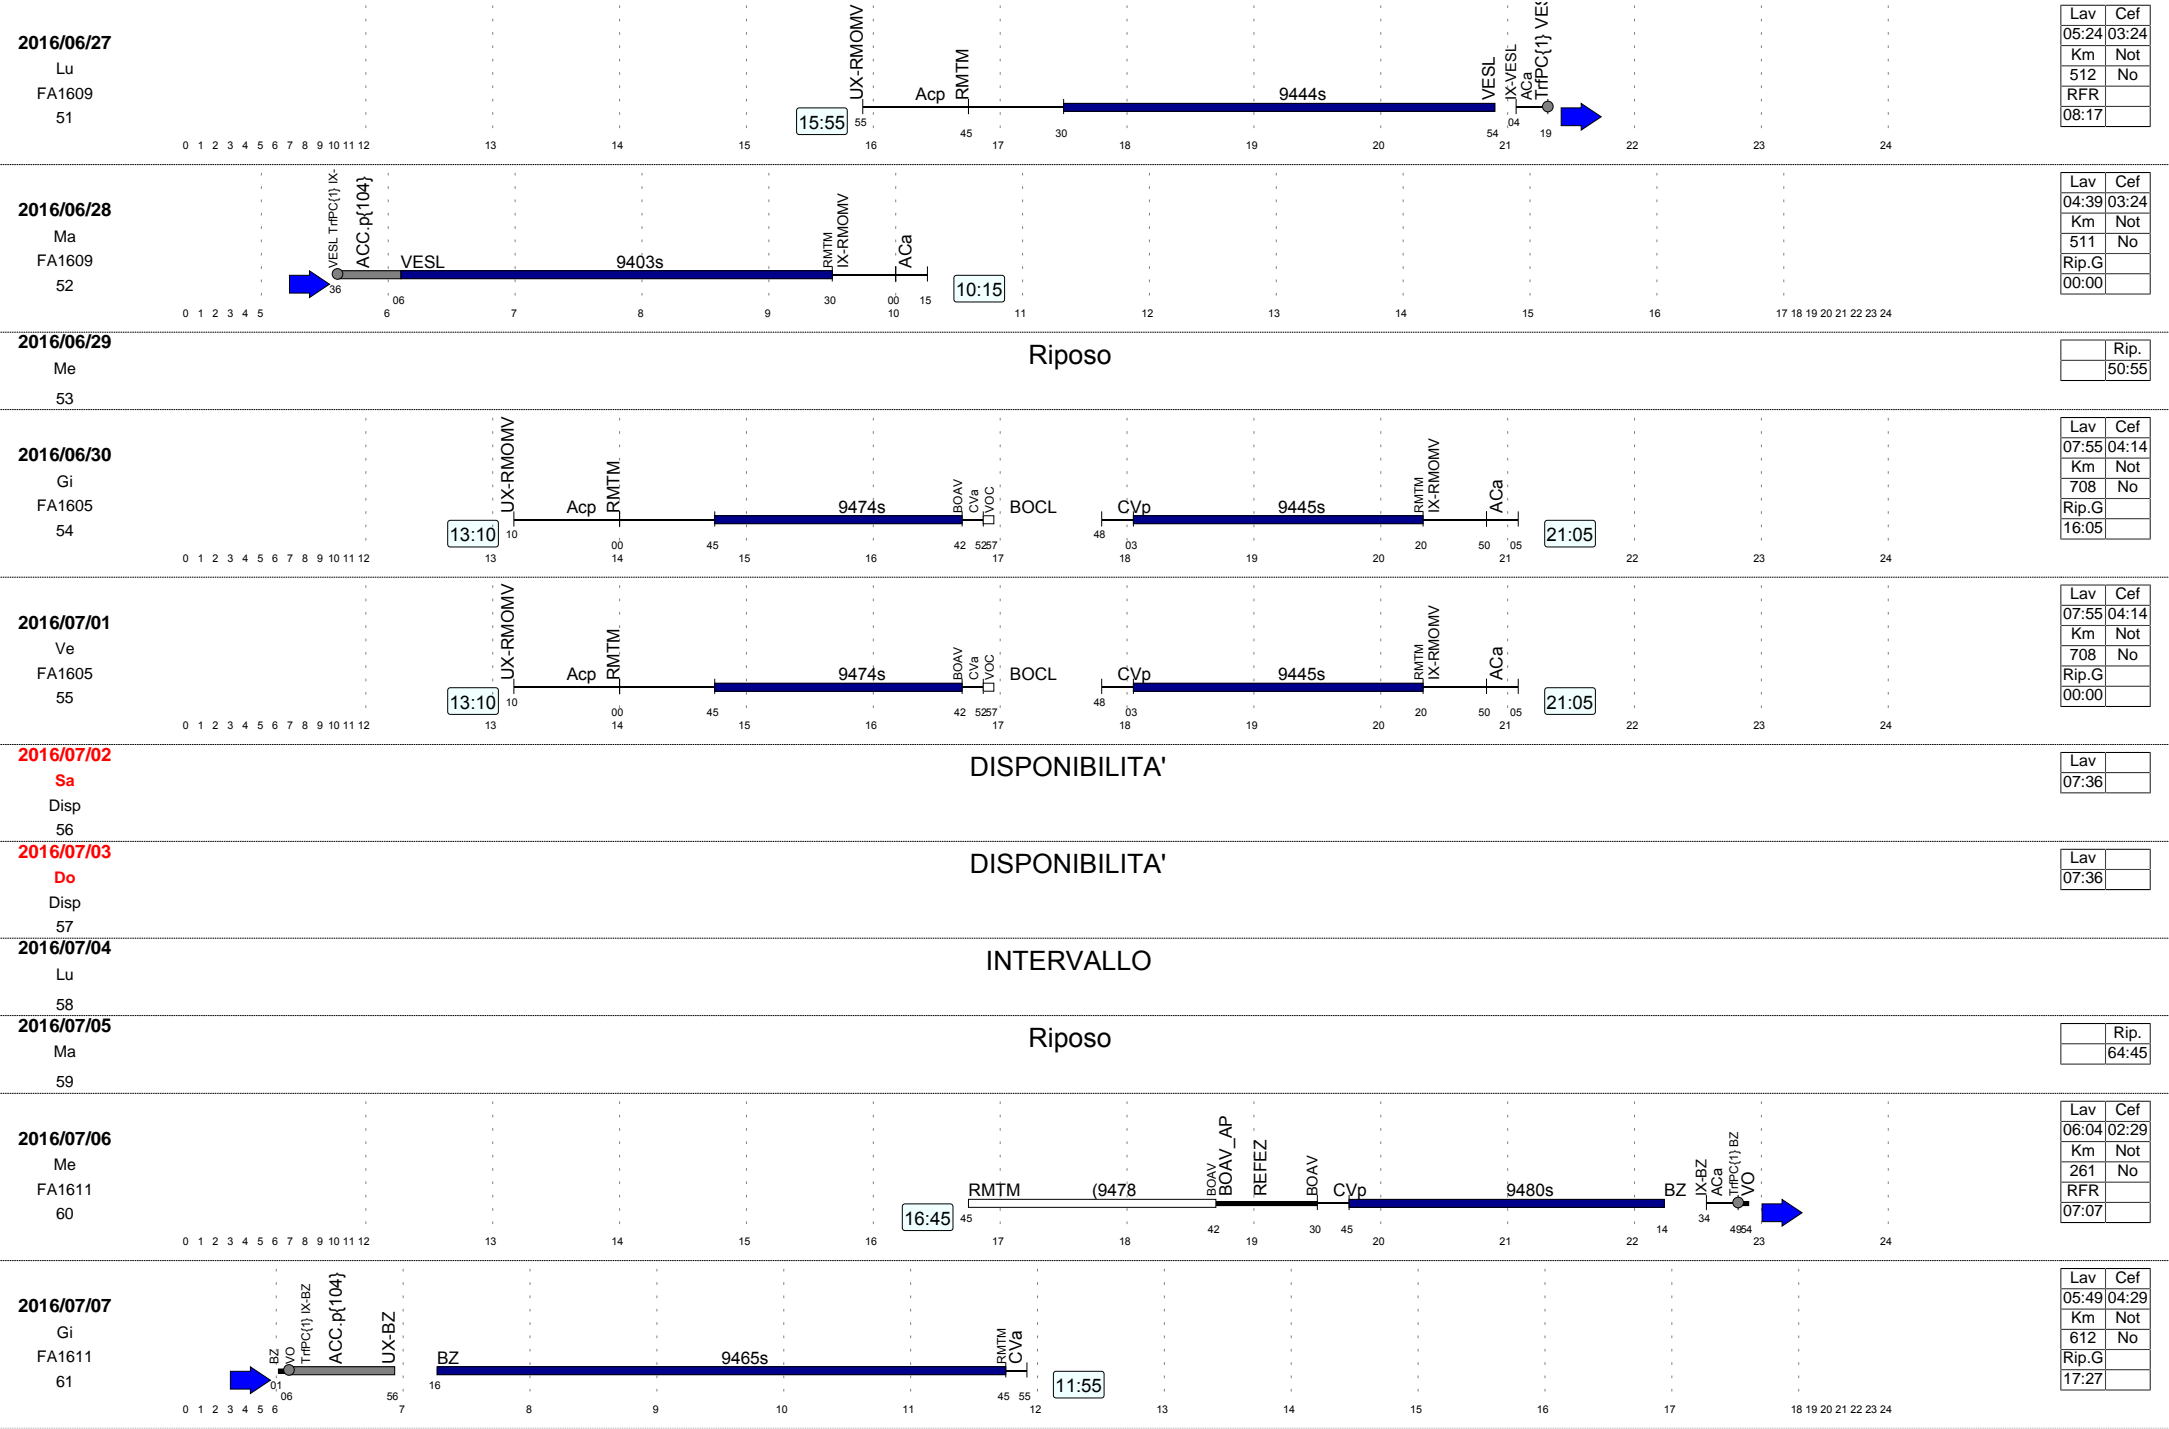 2016/06/27
Lu
FA1609
51
15:55
UX-RMOMV
Acp
RMTM
9444s
VESL
IX-VESL
ACa
TrfPC{1} VES
55 45 30 54 04 19
0 1 2 3 4 5 6 7 8 9 10 11 12 13 14 15 16 17 18 19 20 21 22 23 24
Lav Cef
05:24 03:24
Km Not
512 No
RFR
08:17
2016/06/28
Ma
FA1609
52
VESL TrfPC{1} IX-
ACC.p{104}
VESL
9403s
RMTM
IX-RMOMV
ACa
10:15
36 06 30 00 15
0 1 2 3 4 5 6 7 8 9 10 11 12 13 14 15 16 17 18 19 20 21 22 23 24
Lav Cef
04:39 03:24
Km Not
511 No
Rip.G
00:00
2016/06/29
Me
53
Riposo
Rip.
50:55
2016/06/30
Gi
FA1605
54
13:10
UX-RMOMV
Acp
RMTM
9474s
BOAV
CVa
VOC
BOCL
CVp
9445s
RMTM
IX-RMOMV
ACa
21:05
10 00 45 42 52 57 48 03 20 50 05
0 1 2 3 4 5 6 7 8 9 10 11 12 13 14 15 16 17 18 19 20 21 22 23 24
Lav Cef
07:55 04:14
Km Not
708 No
Rip.G
16:05
2016/07/01
Ve
FA1605
55
13:10
UX-RMOMV
Acp
RMTM
9474s
BOAV
CVa
VOC
BOCL
CVp
9445s
RMTM
IX-RMOMV
ACa
21:05
10 00 45 42 52 57 48 03 20 50 05
0 1 2 3 4 5 6 7 8 9 10 11 12 13 14 15 16 17 18 19 20 21 22 23 24
Lav Cef
07:55 04:14
Km Not
708 No
Rip.G
00:00
2016/07/02
Sa
Disp
56
DISPONIBILITA'
Lav
07:36
2016/07/03
Do
Disp
57
DISPONIBILITA'
Lav
07:36
2016/07/04
Lu
58
INTERVALLO
2016/07/05
Ma
59
Riposo
Rip.
64:45
2016/07/06
Me
FA1611
60
16:45
RMTM
(9478
BOAV
BOAV_AP
REFEZ
BOAV
CVp
9480s
BZ
IX-BZ
ACa
TrfPC{1} BZ
VO
45 42 30 45 14 34 49 54
0 1 2 3 4 5 6 7 8 9 10 11 12 13 14 15 16 17 18 19 20 21 22 23 24
Lav Cef
06:04 02:29
Km Not
261 No
RFR
07:07
2016/07/07
Gi
FA1611
61
BZ
VO
TrfPC{1} IX-BZ
ACC.p{104}
UX-BZ
BZ
9465s
RMTM
CVa
11:55
01 06 56 16 45 55
0 1 2 3 4 5 6 7 8 9 10 11 12 13 14 15 16 17 18 19 20 21 22 23 24
Lav Cef
05:49 04:29
Km Not
612 No
Rip.G
17:27